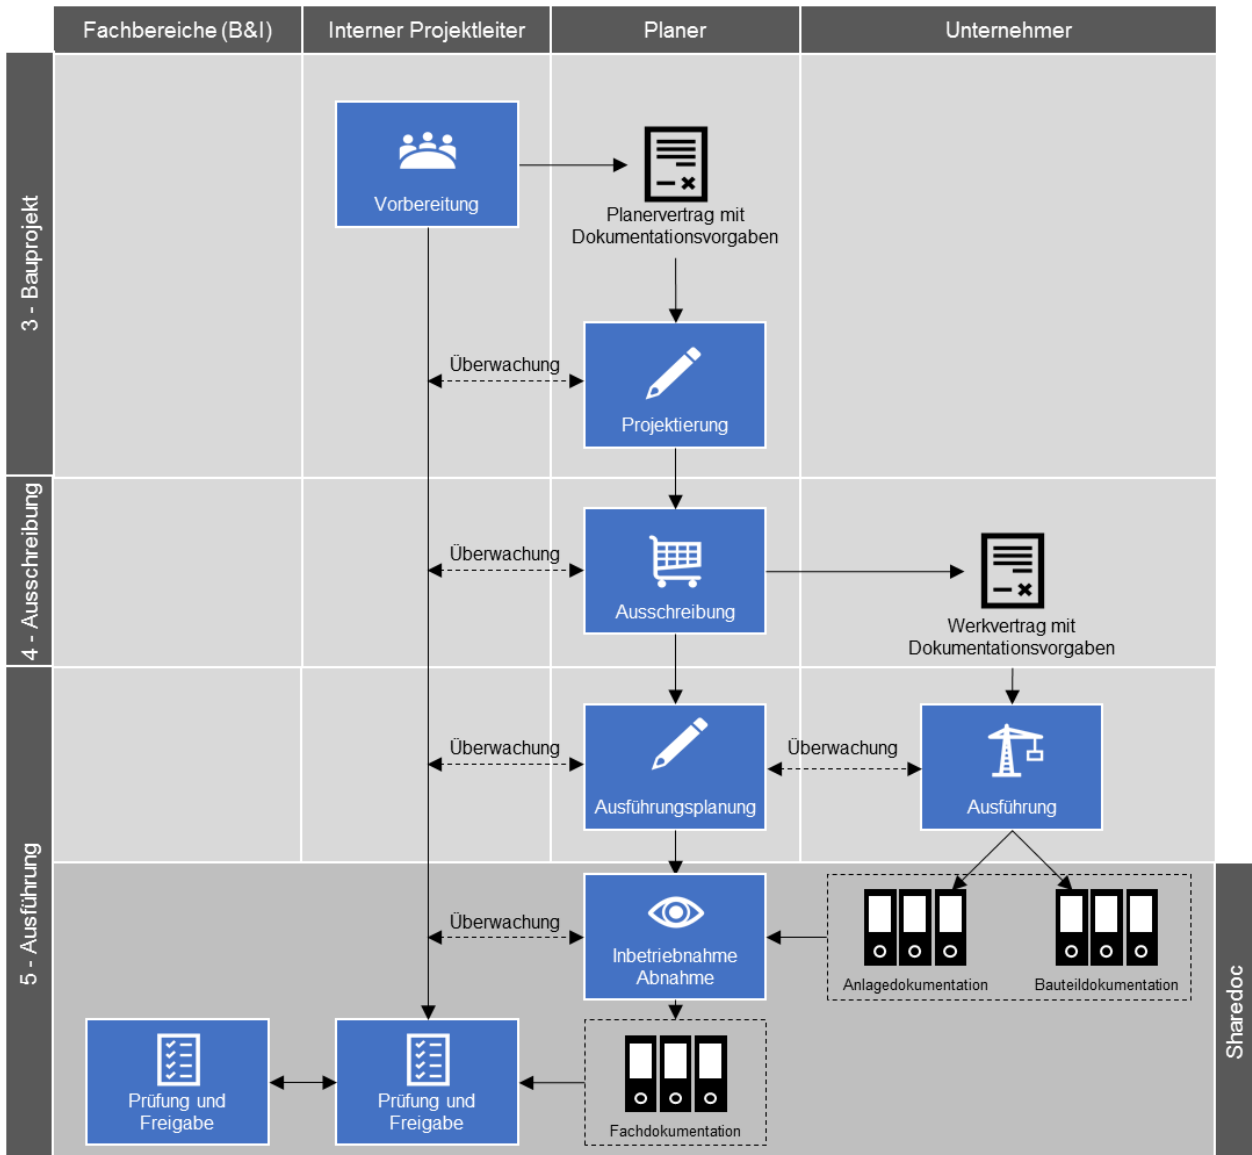 Fachbereiche (B&I)
Interner Projektleiter
Planer
Unternehmer
3 - Bauprojekt
Vorbereitung
Planervertrag mit
Dokumentationsvorgaben
Überwachung
Projektierung
4 - Ausschreibung
Überwachung
Ausschreibung
Werkvertrag mit
Dokumentationsvorgaben
5 - Ausführung
Überwachung
Ausführungsplanung
Überwachung
Ausführung
Überwachung
Inbetriebnahme
Abnahme
Anlagedokumentation
Bauteildokumentation
Sharedoc
Prüfung und
Freigabe
Prüfung und
Freigabe
Fachdokumentation